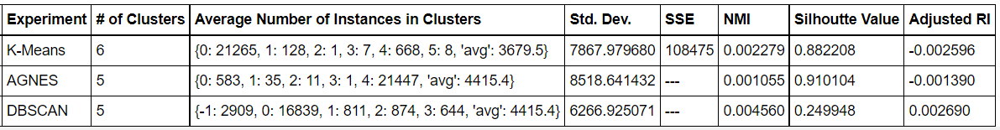 Experiment # of Clusters Average Number of Instances in Clusters Std. Dev. SSE NMI Silhoutte Value Adjusted RI
K-Means 6 {0: 21265, 1: 128, 2: 1, 3: 7, 4: 668, 5: 8, 'avg': 3679.5} 7867.979680 108475 0.002279 0.882208 -0.002596
AGNES 5 {0: 583, 1: 35, 2: 11, 3: 1, 4: 21447, 'avg': 4415.4} 8518.641432 --- 0.001055 0.910104 -0.001390
DBSCAN 5 {-1: 2909, 0: 16839, 1: 811, 2: 874, 3: 644, 'avg': 4415.4} 6266.925071 --- 0.004560 0.249948 0.002690